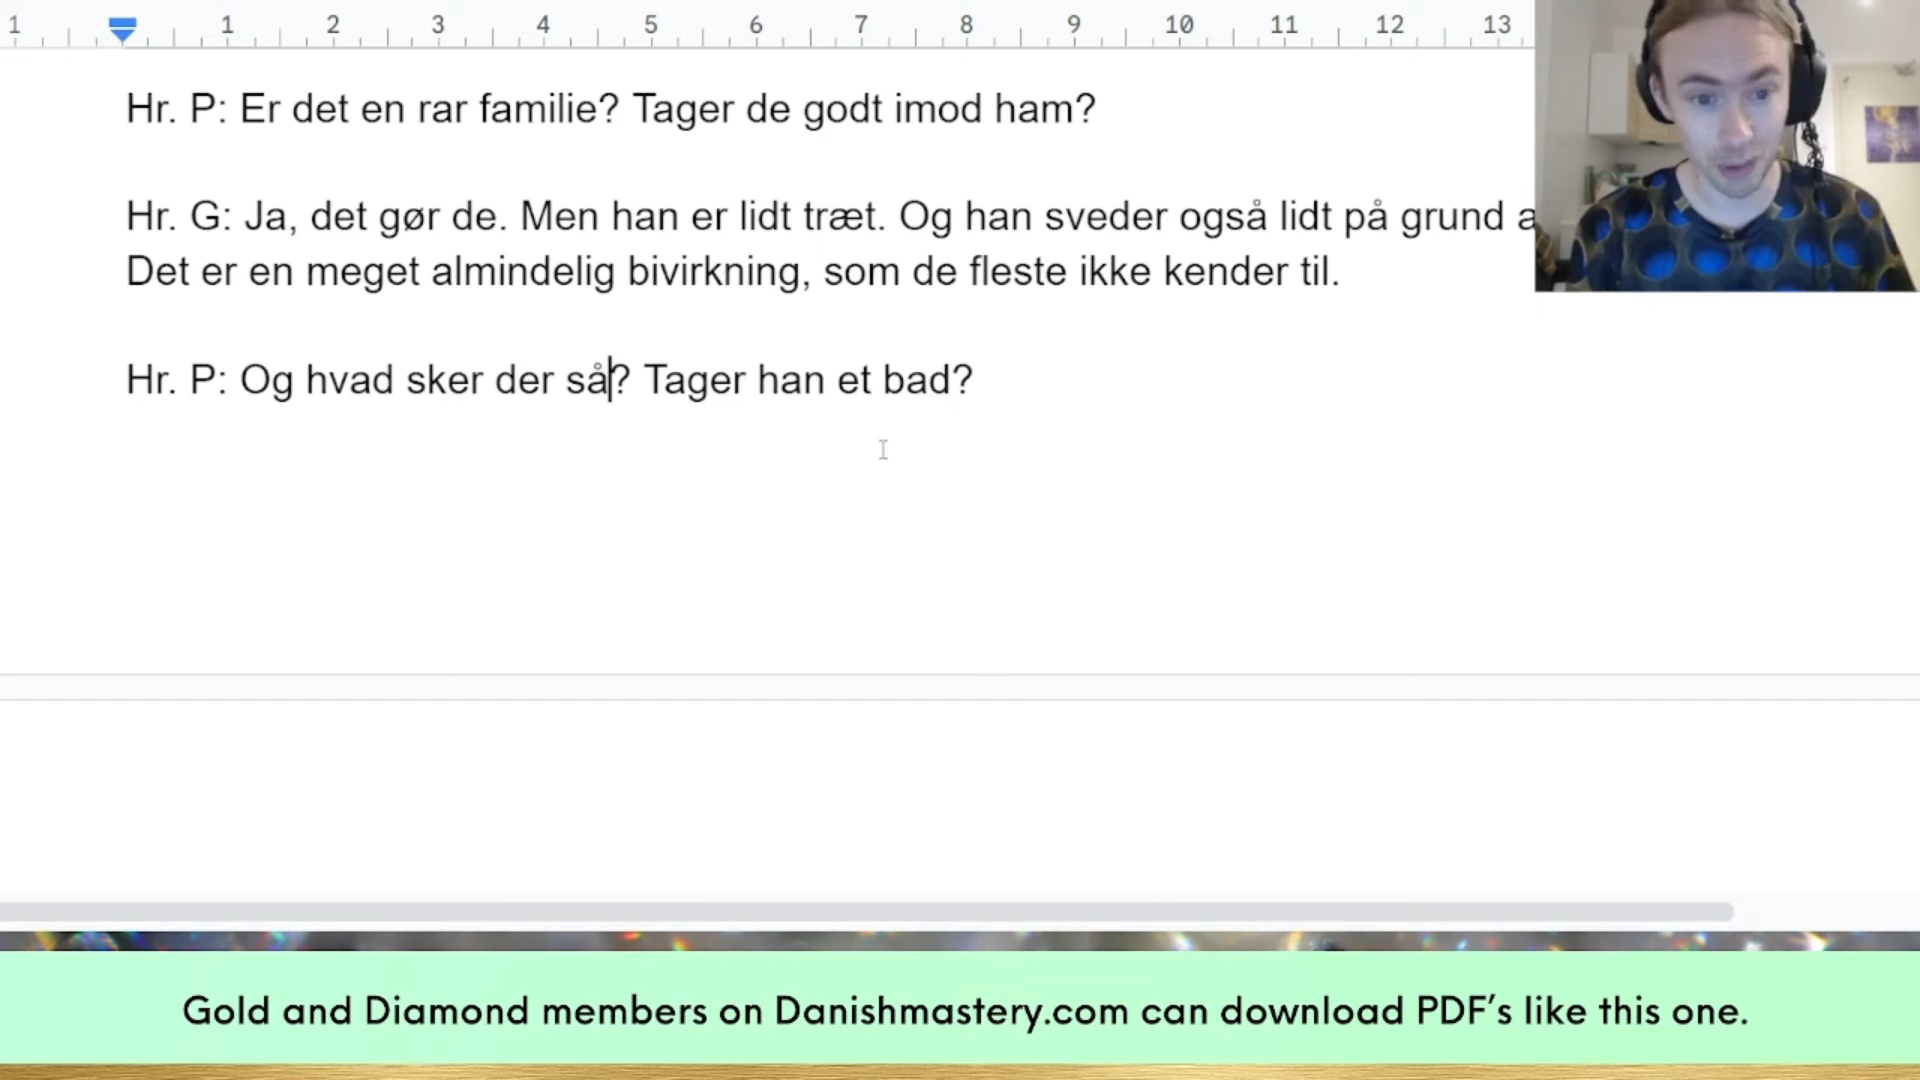 1 1 2 3 4 5 6 7 8 9 10 11 12 13
Hr. P: Er det en rar familie? Tager de godt imod ham?
Hr. G: Ja, det gør de. Men han er lidt træt. Og han sveder også lidt på grund a
Det er en meget almindelig bivirkning, som de fleste ikke kender til.
Hr. P: Og hvad sker der så? Tager han et bad?
Gold and Diamond members on Danishmastery.com can download PDF’s like this one.